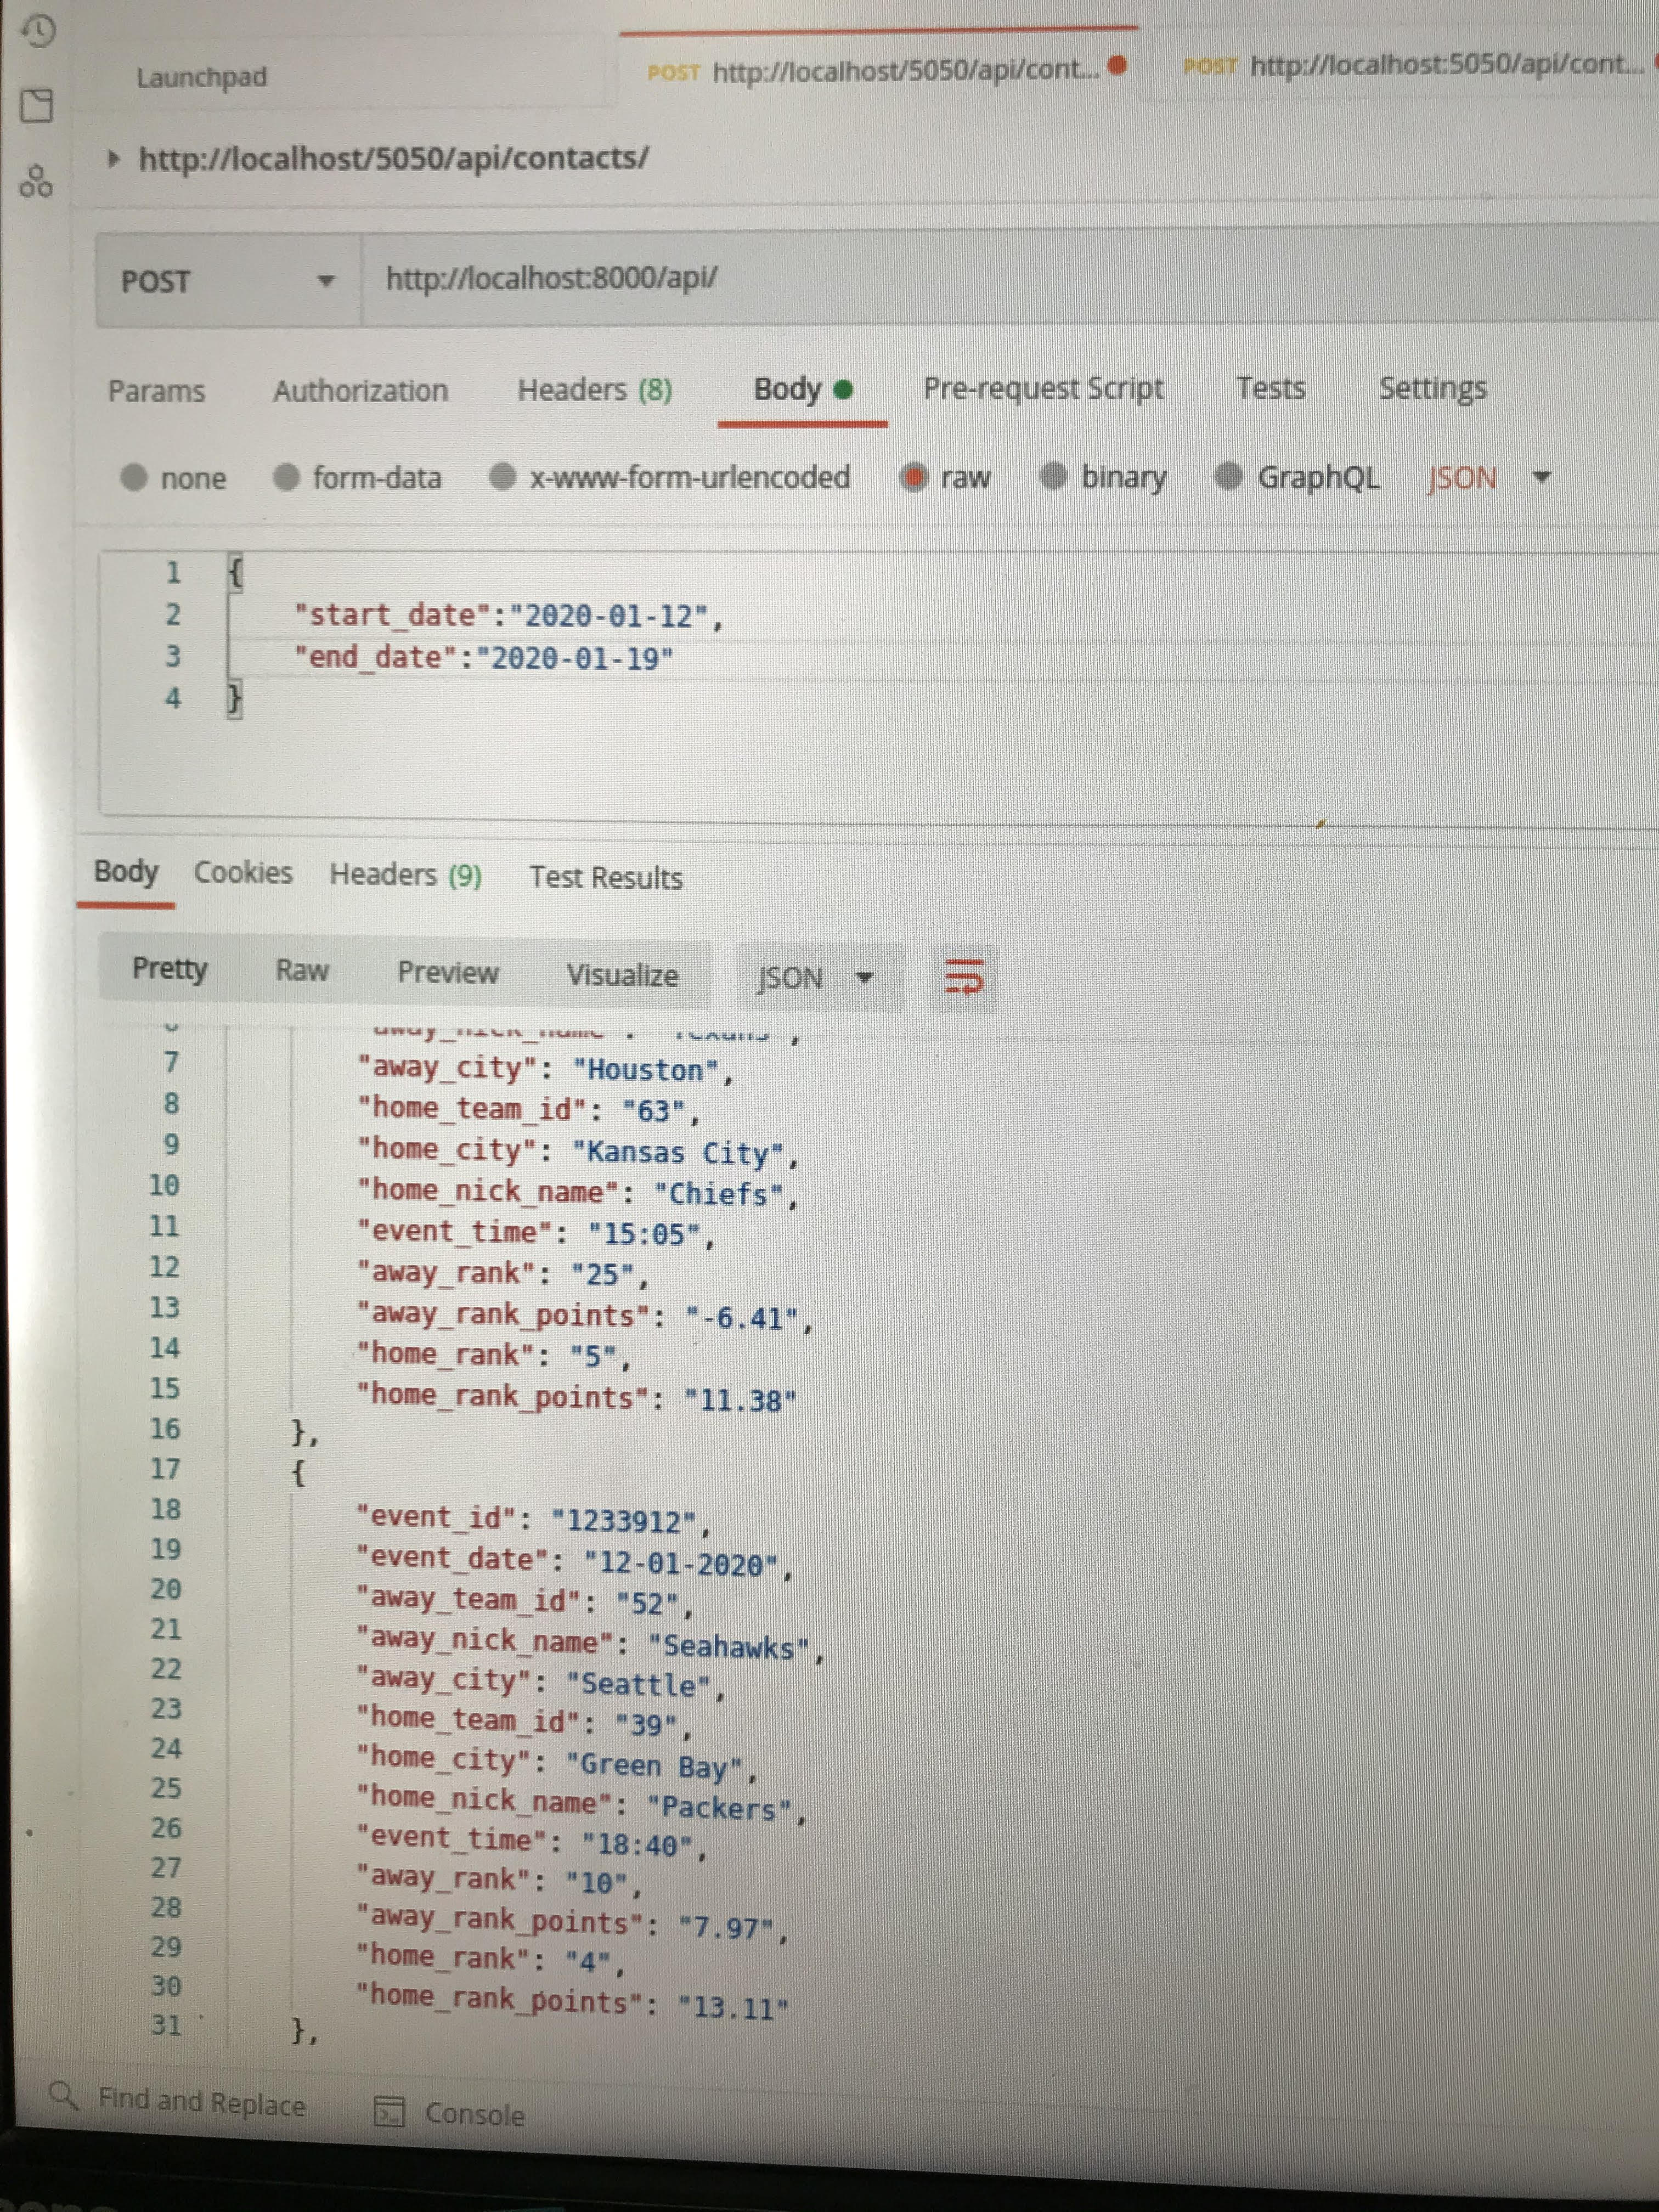 Launchpad
POST http://localhost/5050/api/cont...
POST http://localhost:5050/api/cont...
http://localhost/5050/api/contacts/
POST http://localhost:8000/api/
Params Authorization Headers (8) Body Pre-request Script Tests Settings
none form-data x-www-form-urlencoded raw binary GraphQL JSON
1 {
2 "start_date":"2020-01-12",
3 "end_date":"2020-01-19"
4 }
Body Cookies Headers (9) Test Results
Pretty Raw Preview Visualize JSON
7 "away_city": "Houston",
8 "home_team_id": "63",
9 "home_city": "Kansas City",
10 "home_nick_name": "Chiefs",
11 "event_time": "15:05",
12 "away_rank": "25",
13 "away_rank_points": "-6.41",
14 "home_rank": "5",
15 "home_rank_points": "11.38"
16 },
17 {
18 "event_id": "1233912",
19 "event_date": "12-01-2020",
20 "away_team_id": "52",
21 "away_nick_name": "Seahawks",
22 "away_city": "Seattle",
23 "home_team_id": "39",
24 "home_city": "Green Bay",
25 "home_nick_name": "Packers",
26 "event_time": "18:40",
27 "away_rank": "10",
28 "away_rank_points": "7.97",
29 "home_rank": "4",
30 "home_rank_points": "13.11"
31 },
Find and Replace Console